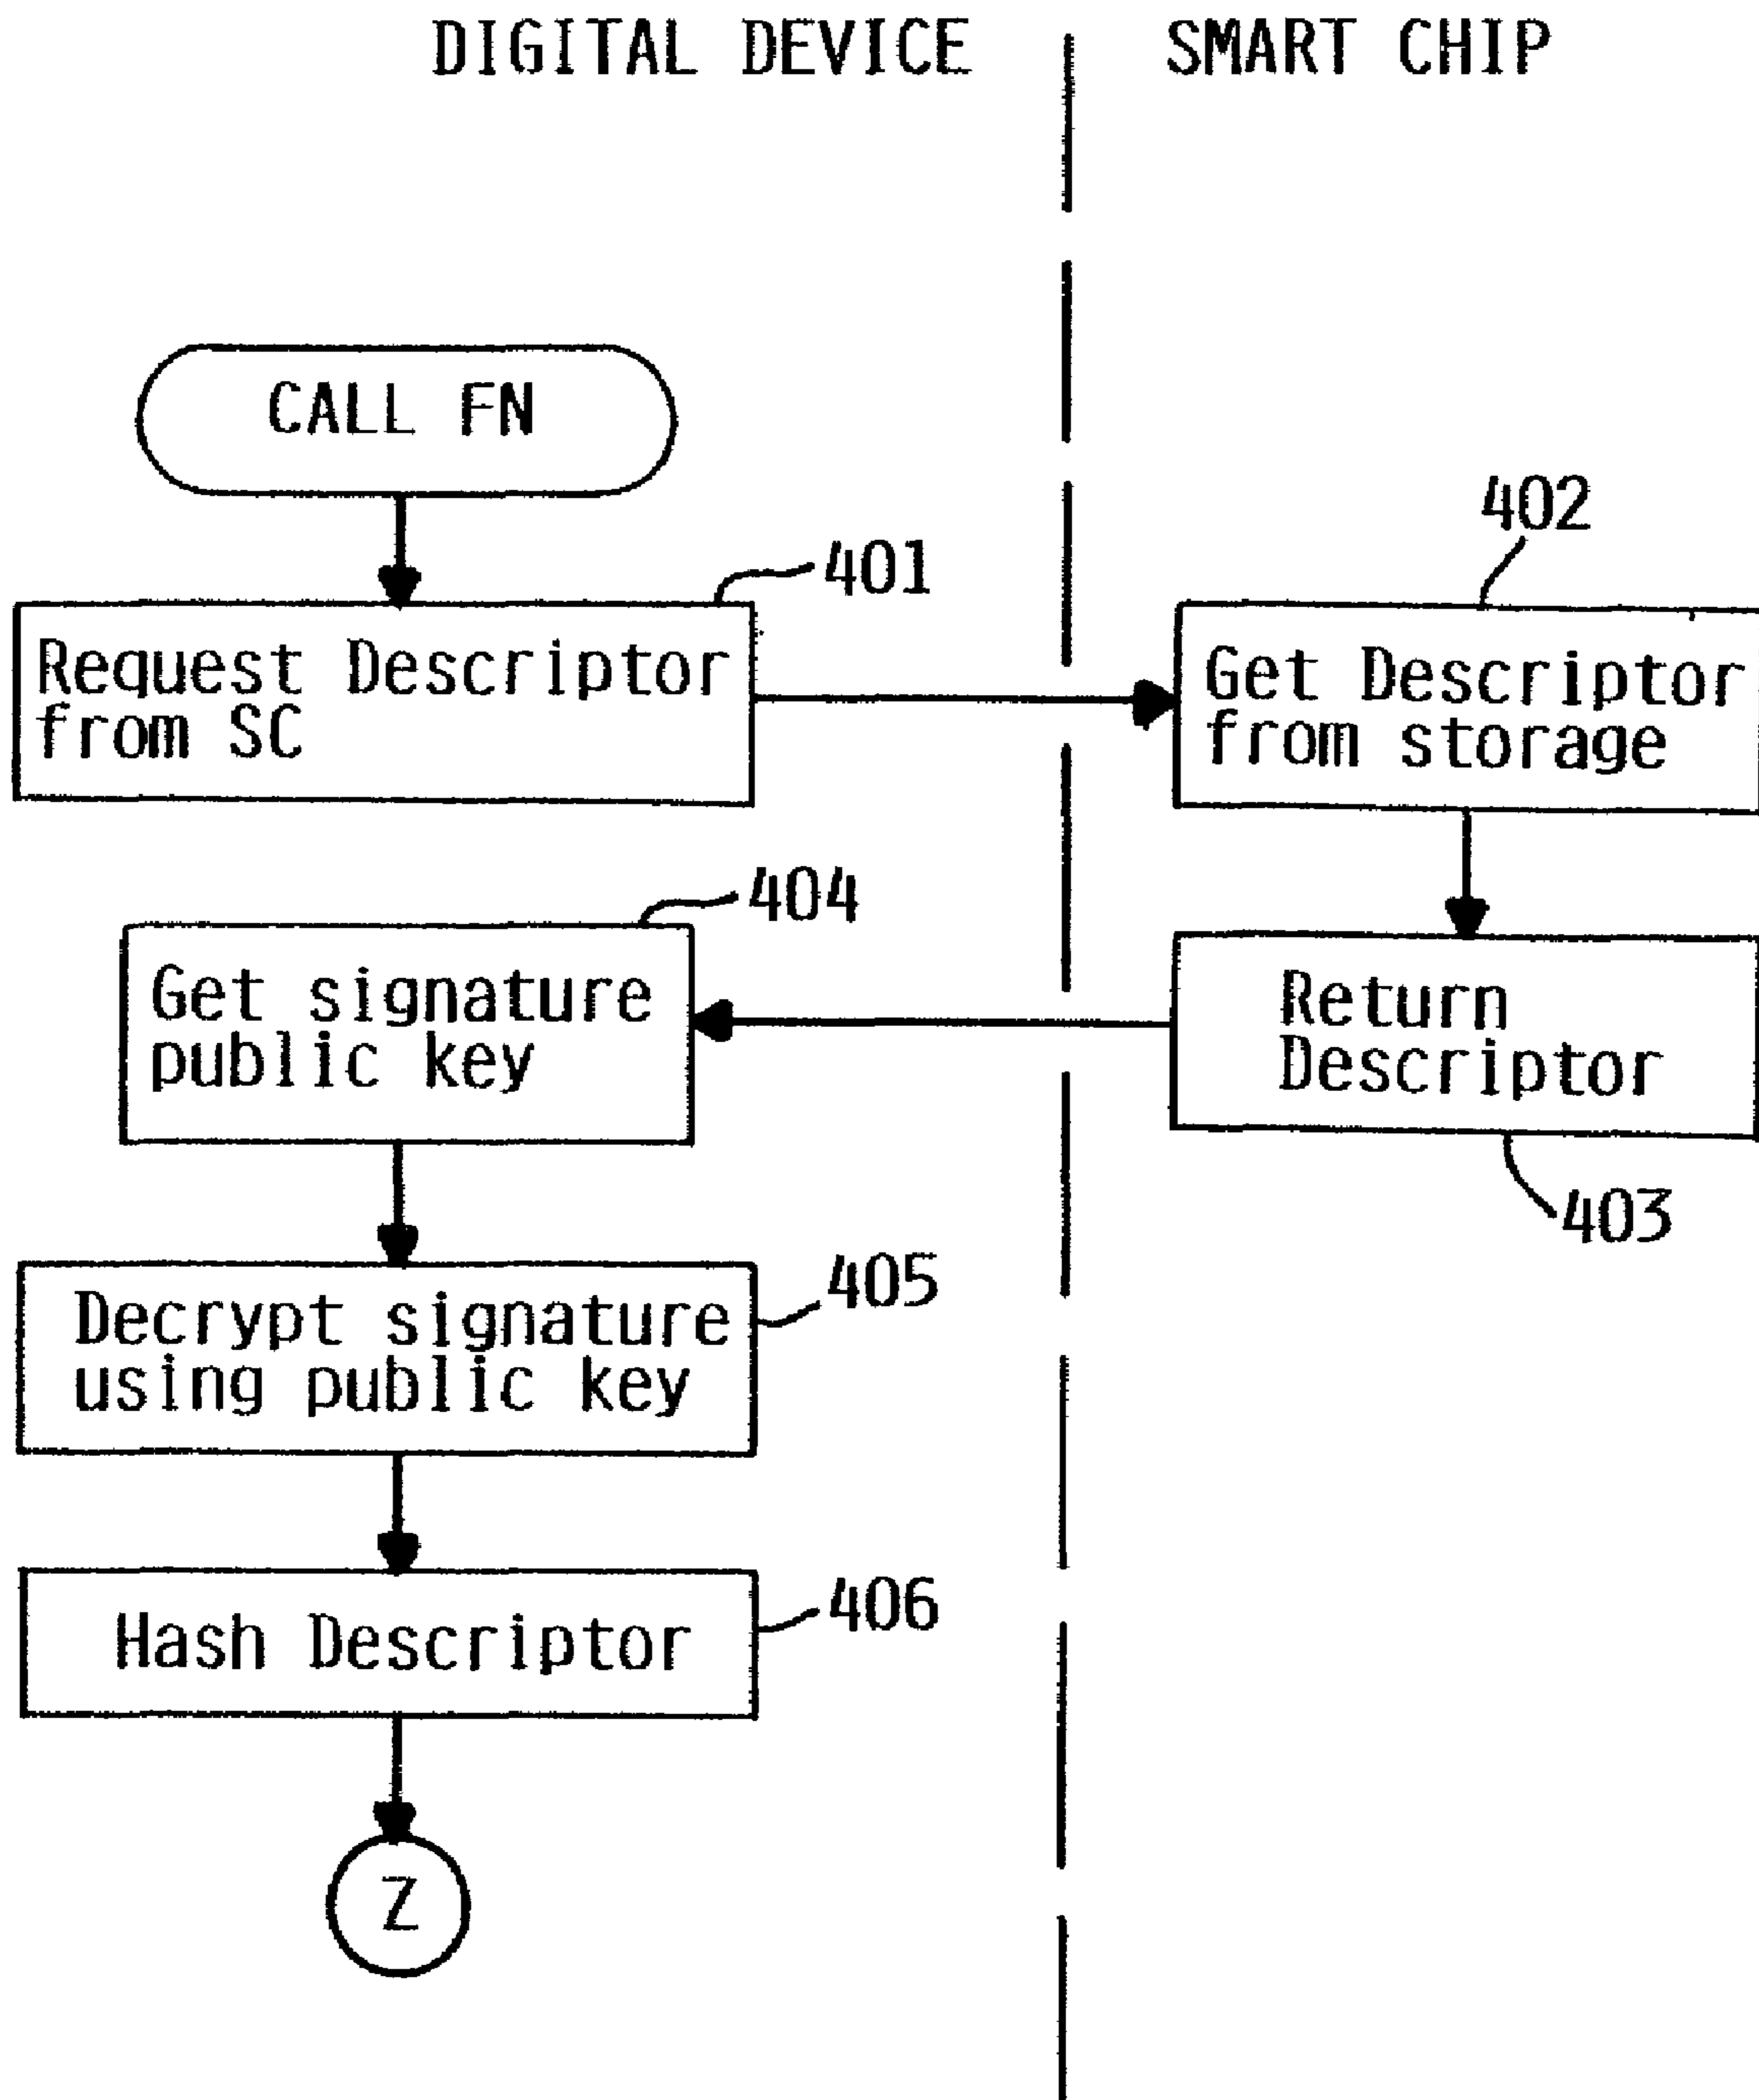 DIGITAL DEVICE
SMART CHIP
CALL FN
401
Request Descriptor
from SC
402
Get Descriptor
from storage
404
Get signature
public key
Return
Descriptor
403
405
Decrypt signature
using public key
406
Hash Descriptor
Z